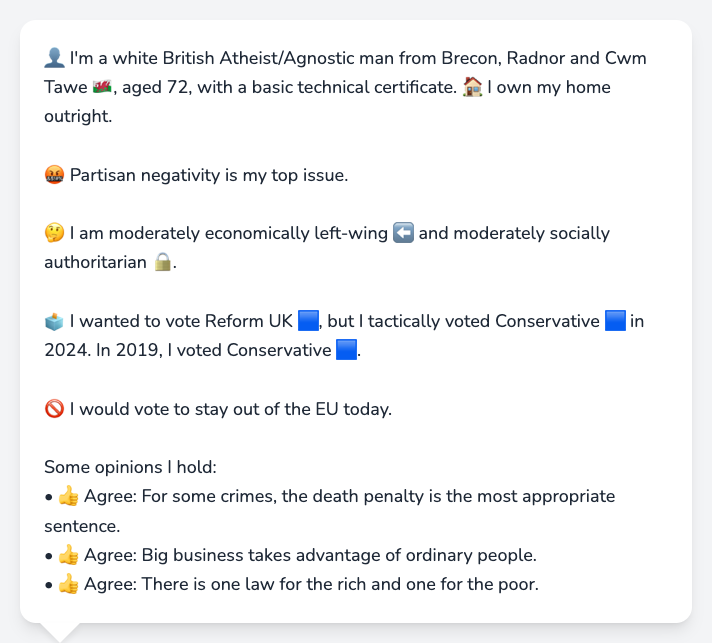 👤 I'm a white British Atheist/Agnostic man from Brecon, Radnor and Cwm
Tawe 🏴󠁧󠁢󠁷󠁬󠁳󠁿, aged 72, with a basic technical certificate. 🏠 I own my home
outright.
🤬 Partisan negativity is my top issue.
🤔 I am moderately economically left-wing ⬅️ and moderately socially
authoritarian 🔒.
🗳️ I wanted to vote Reform UK 🟦, but I tactically voted Conservative 🟦 in
2024. In 2019, I voted Conservative 🟦.
🚫 I would vote to stay out of the EU today.
Some opinions I hold:
• 👍 Agree: For some crimes, the death penalty is the most appropriate
sentence.
• 👍 Agree: Big business takes advantage of ordinary people.
• 👍 Agree: There is one law for the rich and one for the poor.